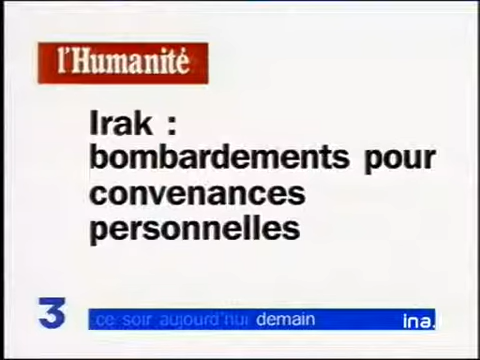 l'Humanité
Irak :
bombardements pour
convenances
personnelles
3
ce soir aujourd'hui demain
ina.